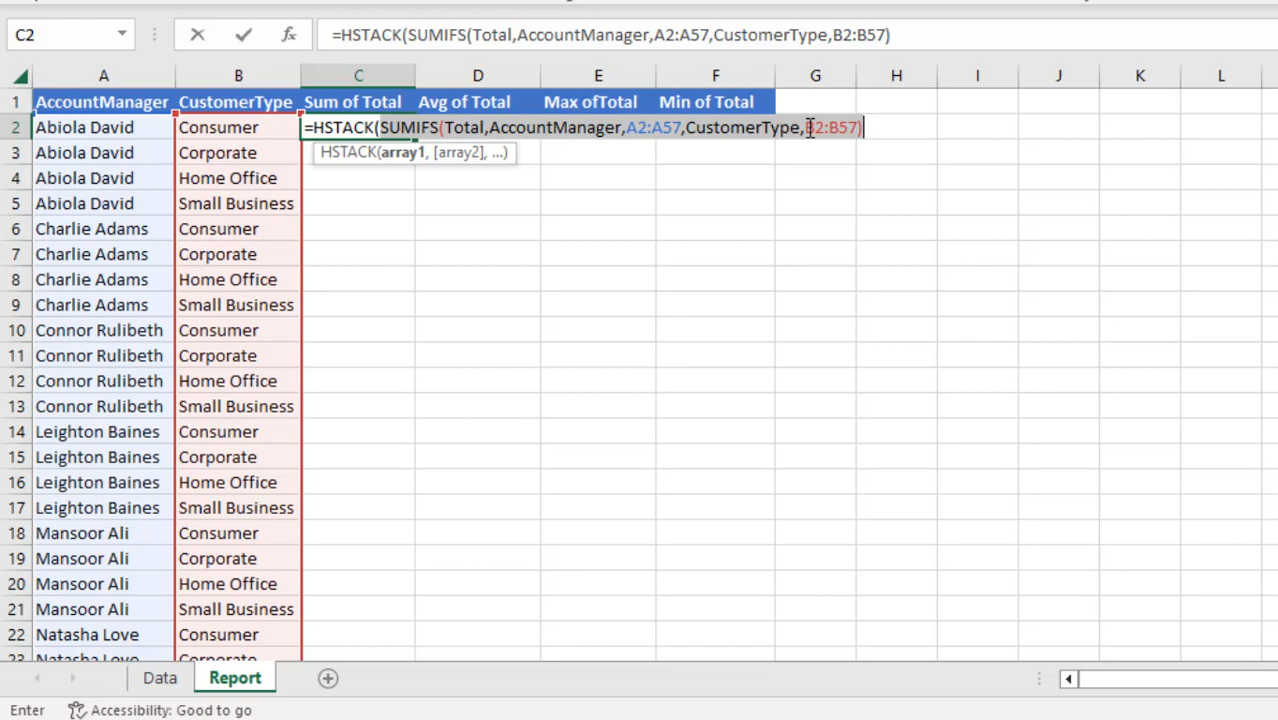 C2 =HSTACK(SUMIFS(Total,AccountManager,A2:A57,CustomerType,B2:B57)
A B C D E F G H I J K L
1 AccountManager CustomerType Sum of Total Avg of Total Max ofTotal Min of Total
2 Abiola David Consumer =HSTACK(SUMIFS(Total,AccountManager,A2:A57,CustomerType,B2:B57)
3 Abiola David Corporate HSTACK(array1, [array2], ...)
4 Abiola David Home Office
5 Abiola David Small Business
6 Charlie Adams Consumer
7 Charlie Adams Corporate
8 Charlie Adams Home Office
9 Charlie Adams Small Business
10 Connor Rulibeth Consumer
11 Connor Rulibeth Corporate
12 Connor Rulibeth Home Office
13 Connor Rulibeth Small Business
14 Leighton Baines Consumer
15 Leighton Baines Corporate
16 Leighton Baines Home Office
17 Leighton Baines Small Business
18 Mansoor Ali Consumer
19 Mansoor Ali Corporate
20 Mansoor Ali Home Office
21 Mansoor Ali Small Business
22 Natasha Love Consumer
23 Natasha Love Corporate
Data Report
Enter Accessibility: Good to go